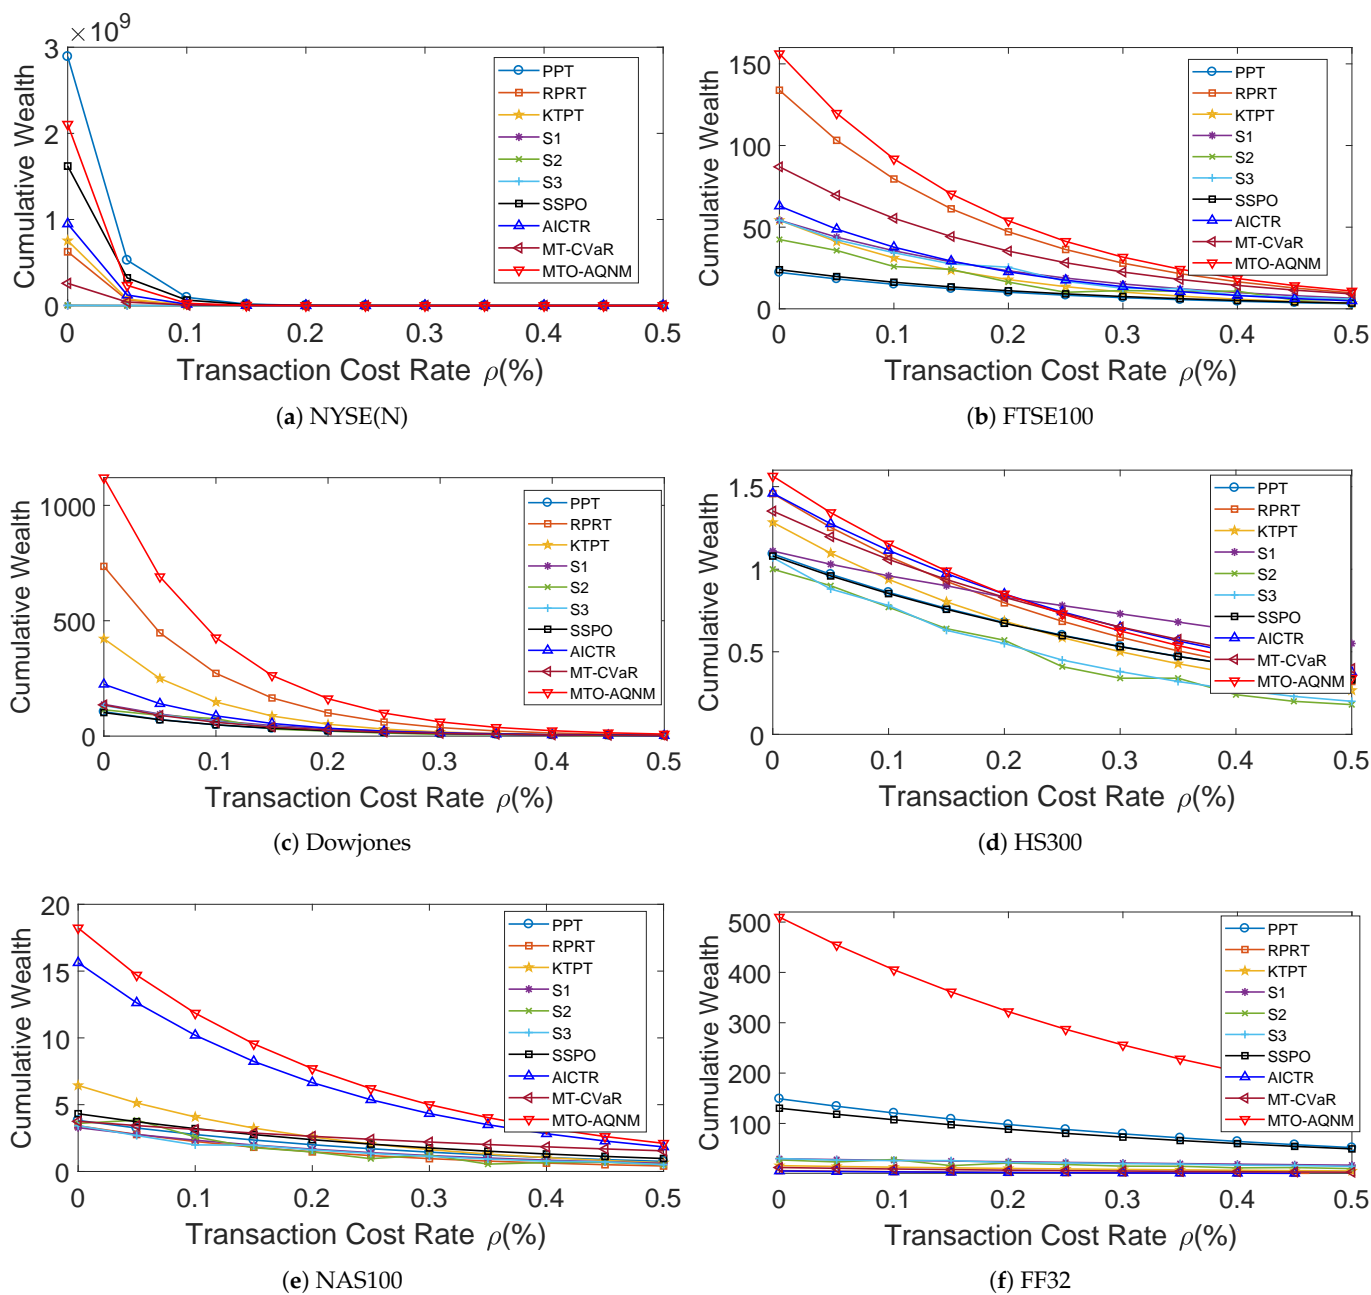 ×10^9
3
2
1
0
Cumulative Wealth
0 0.1 0.2 0.3 0.4 0.5
Transaction Cost Rate ρ(%)
PPT
RPRT
KTPT
S1
S2
S3
SSPO
AICTR
MT-CVaR
MTO-AQNM
(a) NYSE(N)
150
100
50
0
Cumulative Wealth
0 0.1 0.2 0.3 0.4 0.5
Transaction Cost Rate ρ(%)
PPT
RPRT
KTPT
S1
S2
S3
SSPO
AICTR
MT-CVaR
MTO-AQNM
(b) FTSE100
1000
500
0
Cumulative Wealth
0 0.1 0.2 0.3 0.4 0.5
Transaction Cost Rate ρ(%)
PPT
RPRT
KTPT
S1
S2
S3
SSPO
AICTR
MT-CVaR
MTO-AQNM
(c) Dowjones
1.5
1
0.5
0
Cumulative Wealth
0 0.1 0.2 0.3 0.4 0.5
Transaction Cost Rate ρ(%)
PPT
RPRT
KTPT
S1
S2
S3
SSPO
AICTR
MT-CVaR
MTO-AQNM
(d) HS300
20
15
10
5
0
Cumulative Wealth
0 0.1 0.2 0.3 0.4 0.5
Transaction Cost Rate ρ(%)
PPT
RPRT
KTPT
S1
S2
S3
SSPO
AICTR
MT-CVaR
MTO-AQNM
(e) NAS100
500
400
300
200
100
Cumulative Wealth
0 0.1 0.2 0.3 0.4 0.5
Transaction Cost Rate ρ(%)
PPT
RPRT
KTPT
S1
S2
S3
SSPO
AICTR
MT-CVaR
MTO-AQNM
(f) FF32